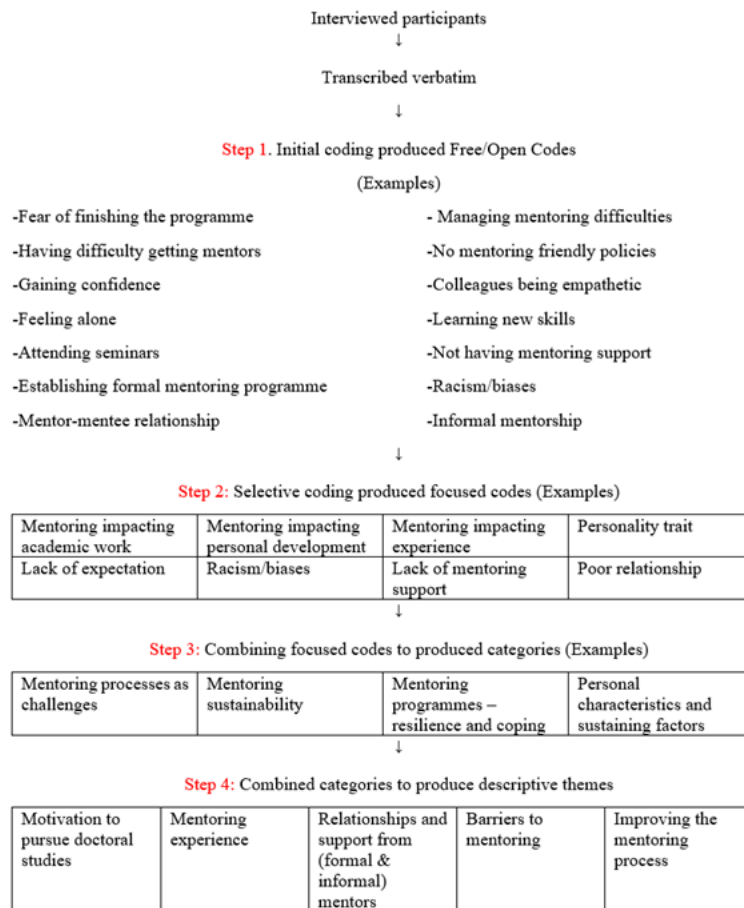 Interviewed participants
↓
Transcribed verbatim
↓
Step 1. Initial coding produced Free/Open Codes
(Examples)
-Fear of finishing the programme
- Managing mentoring difficulties
-Having difficulty getting mentors
-No mentoring friendly policies
-Gaining confidence
-Colleagues being empathetic
-Feeling alone
-Learning new skills
-Attending seminars
-Not having mentoring support
-Establishing formal mentoring programme
-Racism/biases
-Mentor-mentee relationship
-Informal mentorship
↓
Step 2: Selective coding produced focused codes (Examples)
Mentoring impacting
academic work
Mentoring impacting
personal development
Mentoring impacting
experience
Personality trait
Lack of expectation
Racism/biases
Lack of mentoring
support
Poor relationship
↓
Step 3: Combining focused codes to produced categories (Examples)
Mentoring processes as
challenges
Mentoring
sustainability
Mentoring
programmes –
resilience and coping
Personal
characteristics and
sustaining factors
↓
Step 4: Combined categories to produce descriptive themes
Motivation to
pursue doctoral
studies
Mentoring
experience
Relationships and
support from
(formal &
informal)
mentors
Barriers to
mentoring
Improving the
mentoring
process